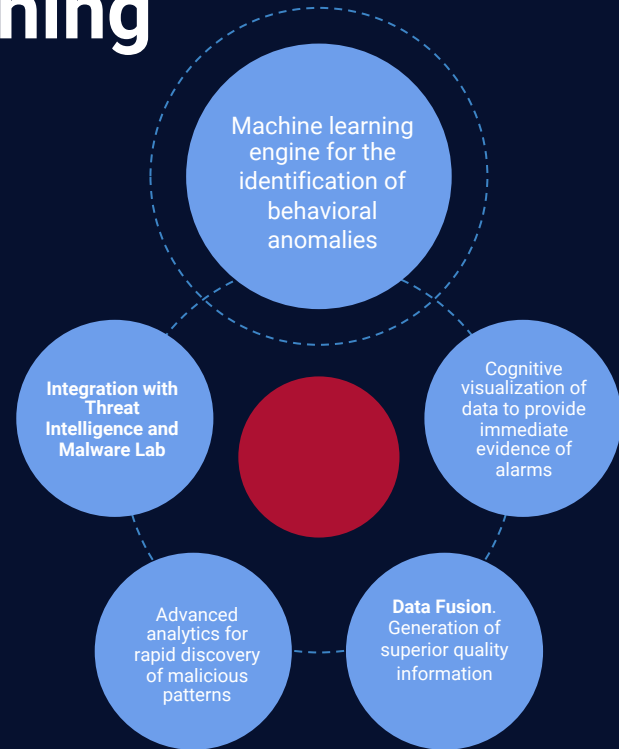 ning
Machine learning
engine for the
identification of
behavioral
anomalies
Integration with
Threat
Intelligence and
Malware Lab
Cognitive
visualization of
data to provide
immediate
evidence of
alarms
Advanced
analytics for
rapid discovery
of malicious
patterns
Data Fusion.
Generation of
superior quality
information